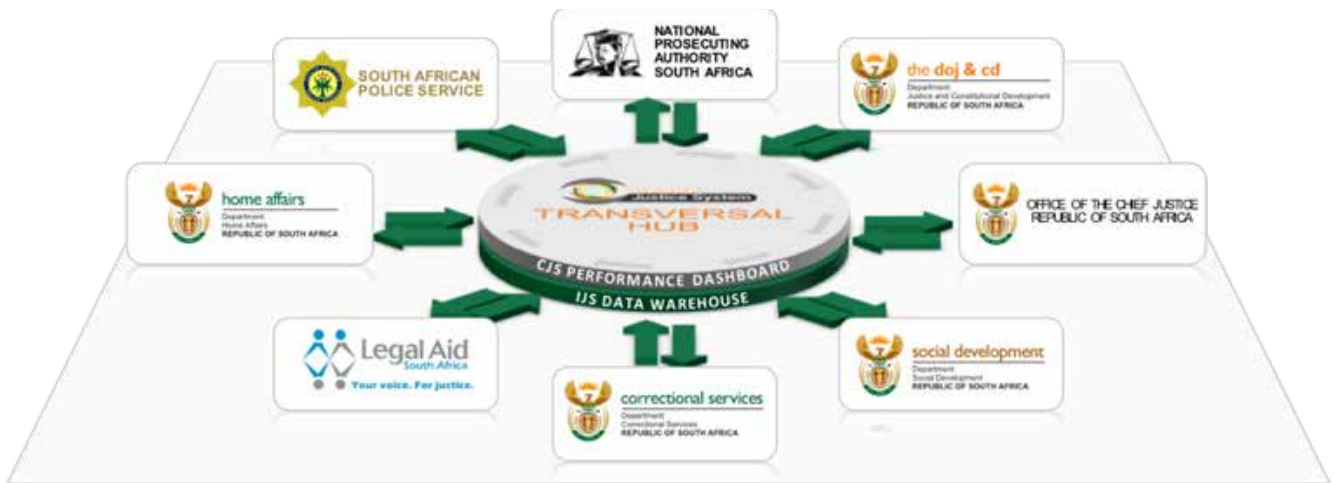 NATIONAL
PROSECUTING
AUTHORITY
SOUTH AFRICA
SOUTH AFRICAN
POLICE SERVICE
the doj & cd
Department
Justice and Constitutional Development
REPUBLIC OF SOUTH AFRICA
home affairs
Department
Home Affairs
REPUBLIC OF SOUTH AFRICA
Justice System
TRANSVERSAL
HUB
CJS PERFORMANCE DASHBOARD
IJS DATA WAREHOUSE
OFFICE OF THE CHIEF JUSTICE
REPUBLIC OF SOUTH AFRICA
Legal Aid
South Africa
Your voice. For justice.
correctional services
Department
Correctional Services
REPUBLIC OF SOUTH AFRICA
social development
Department
Social Development
REPUBLIC OF SOUTH AFRICA